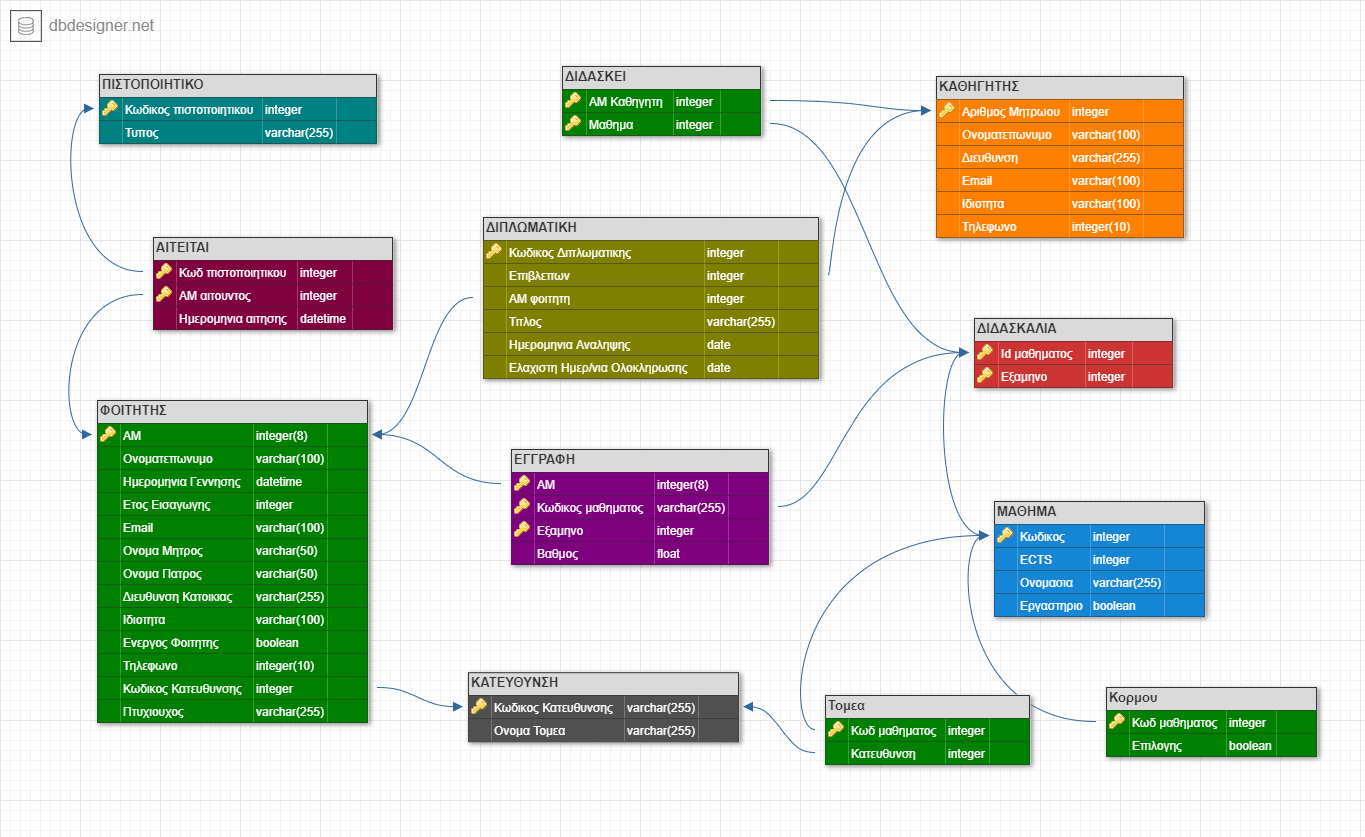 dbdesigner.net
ΠΙΣΤΟΠΟΙΗΤΙΚΟ
Κωδικος πιστοποιητικου integer
Τυπος varchar(255)
ΔΙΔΑΣΚΕΙ
ΑΜ Καθηγητη integer
Μαθημα integer
ΚΑΘΗΓΗΤΗΣ
Αριθμος Μητρωου integer
Ονοματεπωνυμο varchar(100)
Διευθυνση varchar(255)
Email varchar(100)
Ιδιοτητα varchar(100)
Τηλεφωνο integer(10)
ΑΙΤΕΙΤΑΙ
Κωδ πιστοποιητικου integer
ΑΜ αιτουντος integer
Ημερομηνια αιτησης datetime
ΔΙΠΛΩΜΑΤΙΚΗ
Κωδικος Διπλωματικης integer
Επιβλεπων integer
ΑΜ φοιτητη integer
Τιτλος varchar(255)
Ημερομηνια Αναληψης date
Ελαχιστη Ημερ/νια Ολοκληρωσης date
ΔΙΔΑΣΚΑΛΙΑ
Id μαθηματος integer
Εξαμηνο integer
ΦΟΙΤΗΤΗΣ
ΑΜ integer(8)
Ονοματεπωνυμο varchar(100)
Ημερομηνια Γεννησης datetime
Ετος Εισαγωγης integer
Email varchar(100)
Ονομα Μητρος varchar(50)
Ονομα Πατρος varchar(50)
Διευθυνση Κατοικιας varchar(255)
Ιδιοτητα varchar(100)
Ενεργος Φοιτητης boolean
Τηλεφωνο integer(10)
Κωδικος Κατευθυνσης integer
Πτυχιουχος varchar(255)
ΕΓΓΡΑΦΗ
ΑΜ integer(8)
Κωδικος μαθηματος varchar(255)
Εξαμηνο integer
Βαθμος float
ΜΑΘΗΜΑ
Κωδικος integer
ECTS integer
Ονομασια varchar(255)
Εργαστηριο boolean
ΚΑΤΕΥΘΥΝΣΗ
Κωδικος Κατευθυνσης varchar(255)
Ονομα Τομεα varchar(255)
Τομεα
Κωδ μαθηματος integer
Κατευθυνση integer
Κορμου
Κωδ μαθηματος integer
Επιλογης boolean